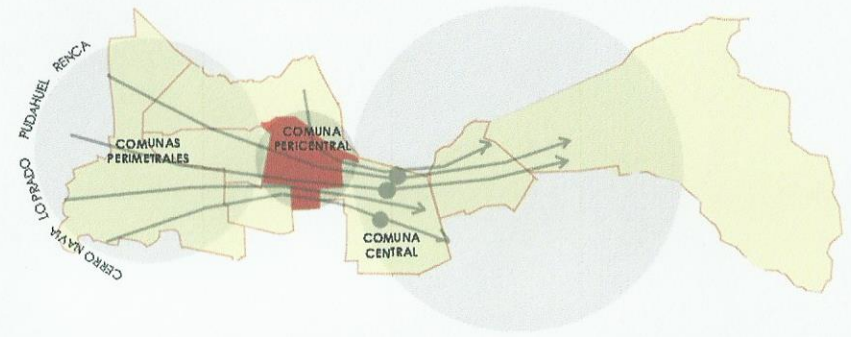 RENCA
PUDAHUEL
LO PRADO
CERRO NAVIA
COMUNAS
PERIMETRALES
COMUNA
PERICENTRAL
COMUNA
CENTRAL